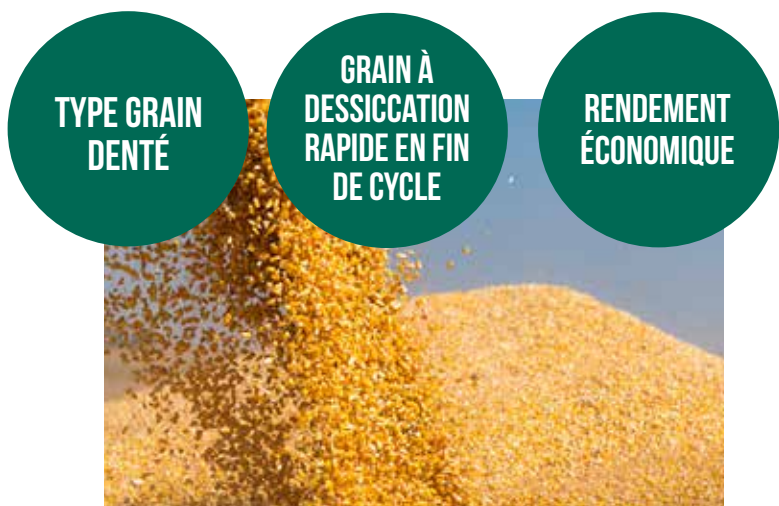 TYPE GRAIN
DENTÉ
GRAIN À
DESSICCATION
RAPIDE EN FIN
DE CYCLE
RENDEMENT
ÉCONOMIQUE